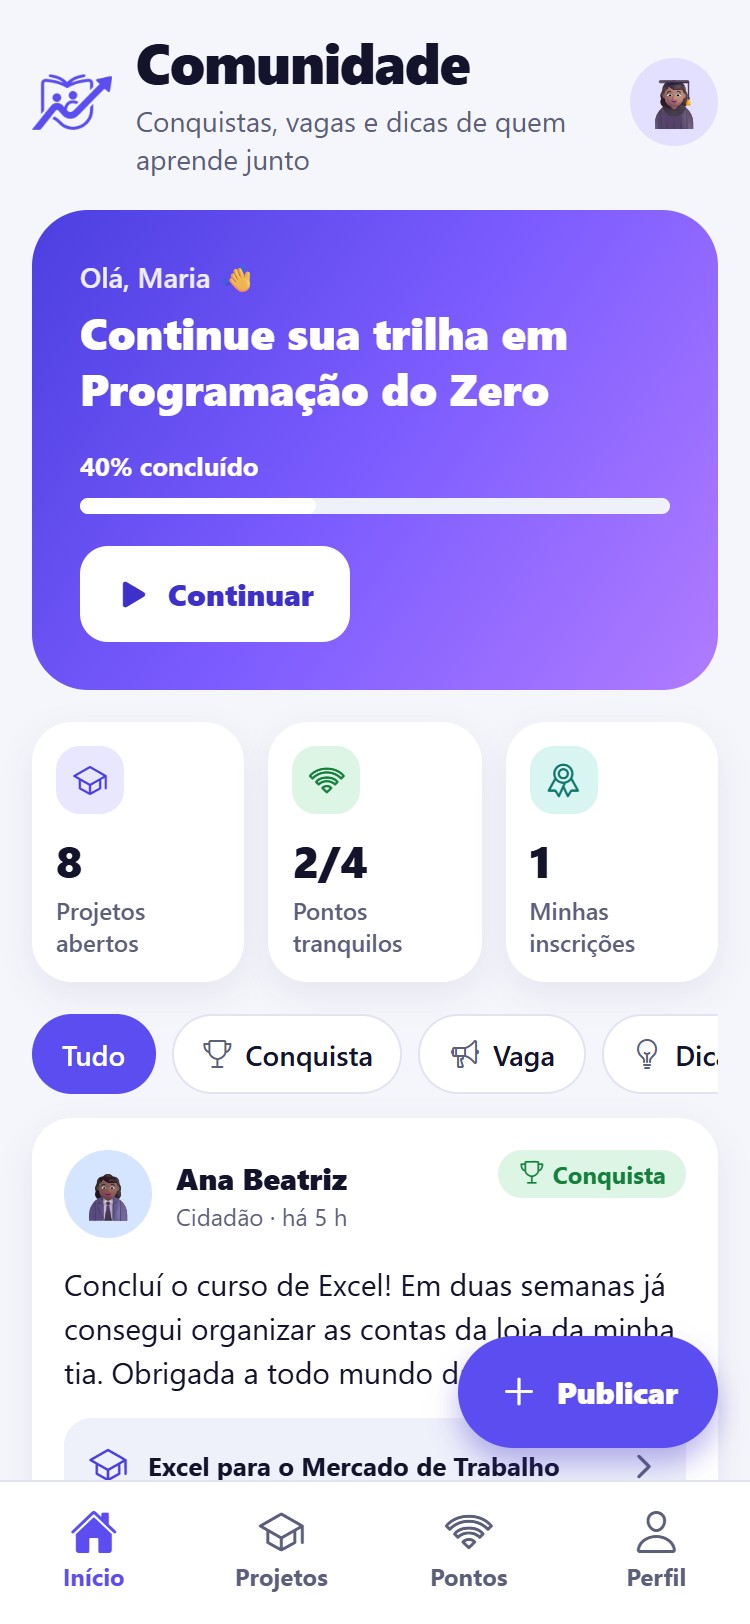 Comunidade
Conquistas, vagas e dicas de quem
aprende junto
Olá, Maria 👋
Continue sua trilha em
Programação do Zero
40% concluído
Continuar
8
Projetos
abertos
2/4
Pontos
tranquilos
1
Minhas
inscrições
Tudo
Conquista
Vaga
Dica
Ana Beatriz
Conquista
Cidadão · há 5 h
Concluí o curso de Excel! Em duas semanas já
consegui organizar as contas da loja da minha
tia. Obrigada a todo mundo
Publicar
Excel para o Mercado de Trabalho
Início
Projetos
Pontos
Perfil